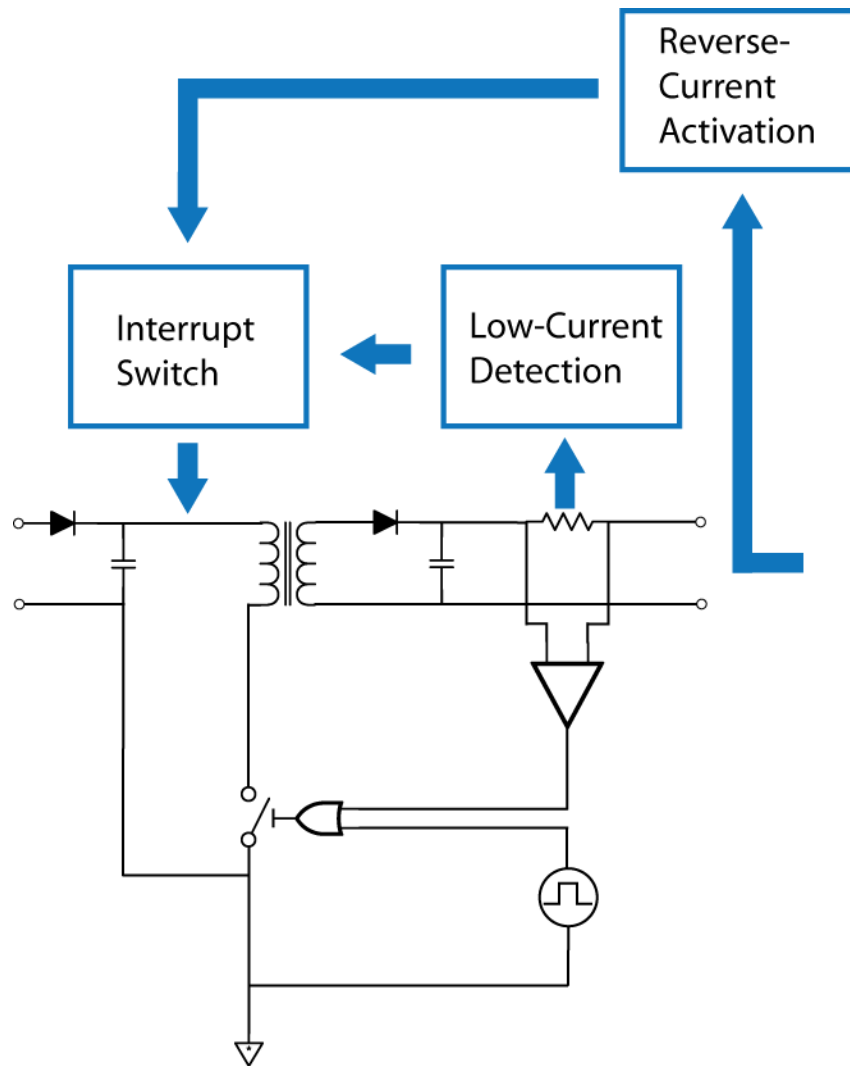 Reverse-
Current
Activation
Interrupt
Switch
Low-Current
Detection